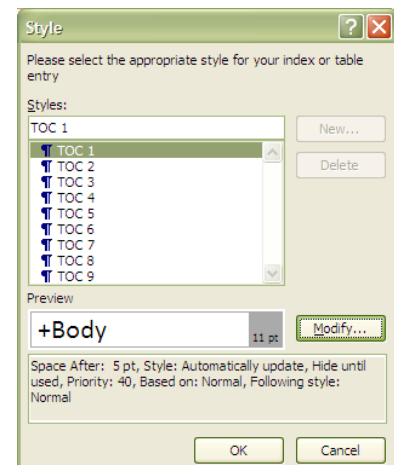 Style
Please select the appropriate style for your index or table
entry
Styles:
TOC 1
New...
¶ TOC 1
¶ TOC 2
Delete
¶ TOC 3
¶ TOC 4
¶ TOC 5
¶ TOC 6
¶ TOC 7
¶ TOC 8
¶ TOC 9
Preview
+Body
11 pt
Modify...
Space After: 5 pt, Style: Automatically update, Hide until
used, Priority: 40, Based on: Normal, Following style:
Normal
OK
Cancel